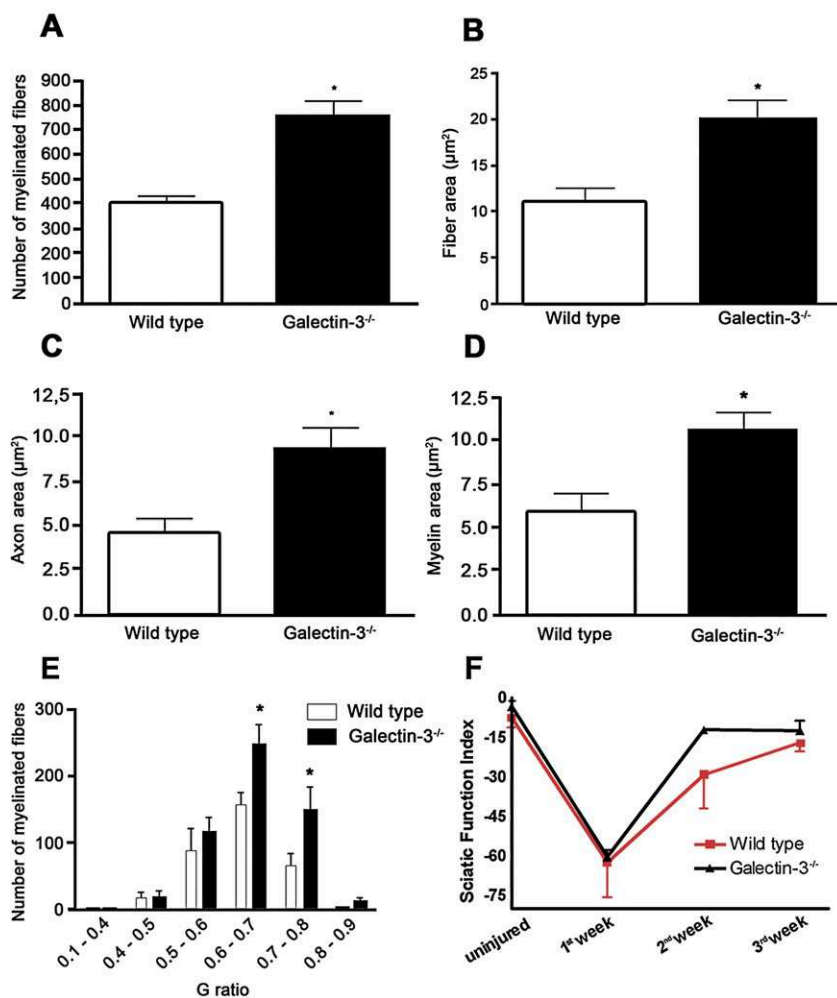 A
Number of myelinated fibers
900
800
700
600
500
400
300
200
100
0
*
Wild type
Galectin-3-/-
B
Fiber area (µm²)
25
20
15
10
5
0
*
Wild type
Galectin-3-/-
C
Axon area (µm²)
12,5
10.0
7.5
5.0
2.5
0.0
*
Wild type
Galectin-3-/-
D
Myelin area (µm²)
12.5
10.0
7.5
6.0
2.5
0.0
*
Wild type
Galectin-3-/-
E
Number of myelinated fibers
300
200
100
0
*
*
Wild type
Galectin-3-/-
0.1 - 0.4
0.4 - 0.5
0.5 - 0.6
0.6 - 0.7
0.7 - 0.8
0.8 - 0.9
G ratio
F
Sciatic Function Index
0
-15
-30
-45
-60
-75
Wild type
Galectin-3-/-
uninjured
1st week
2nd week
3rd week